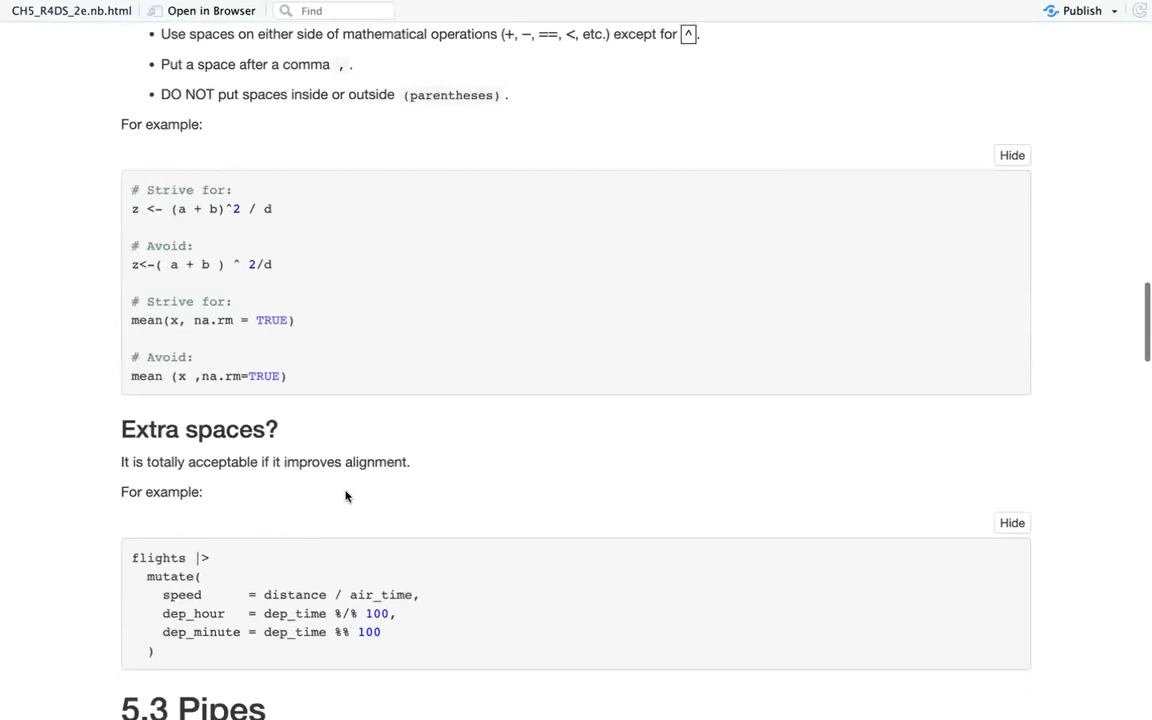 CH5_R4DS_2e.nb.html Open in Browser Find Publish
• Use spaces on either side of mathematical operations (+, −, ==, <, etc.) except for ^.
• Put a space after a comma , .
• DO NOT put spaces inside or outside (parentheses) .
For example:
Hide
# Strive for:
z <- (a + b)^2 / d
# Avoid:
z<-( a + b ) ^ 2/d
# Strive for:
mean(x, na.rm = TRUE)
# Avoid:
mean (x ,na.rm=TRUE)
Extra spaces?
It is totally acceptable if it improves alignment.
For example:
Hide
flights |>
  mutate(
    speed      = distance / air_time,
    dep_hour   = dep_time %/% 100,
    dep_minute = dep_time %% 100
  )
5.3 Pipes